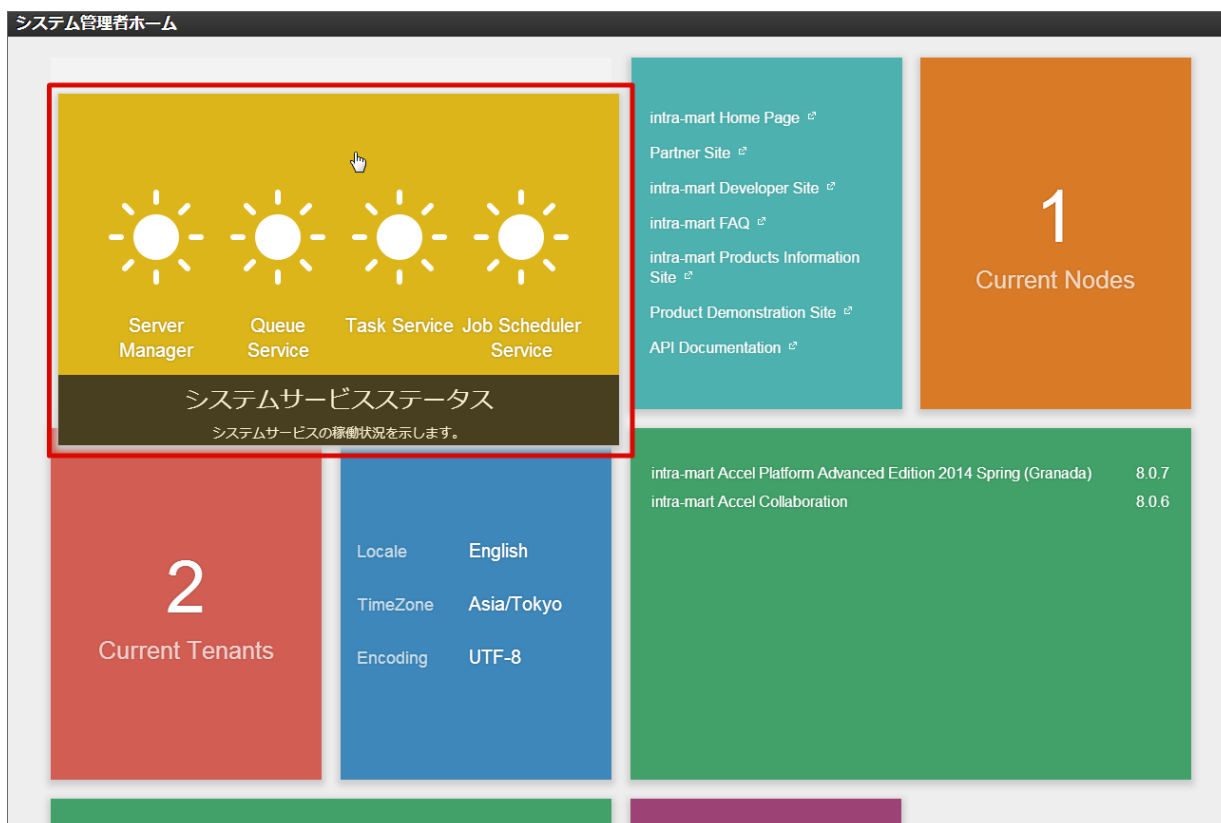 システム管理者ホーム
Server
Manager
Queue
Service
Task Service
Job Scheduler
Service
システムサービスステータス
システムサービスの稼働状況を示します。
intra-mart Home Page
Partner Site
intra-mart Developer Site
intra-mart FAQ
intra-mart Products Information
Site
Product Demonstration Site
API Documentation
1
Current Nodes
2
Current Tenants
Locale English
TimeZone Asia/Tokyo
Encoding UTF-8
intra-mart Accel Platform Advanced Edition 2014 Spring (Granada) 8.0.7
intra-mart Accel Collaboration 8.0.6